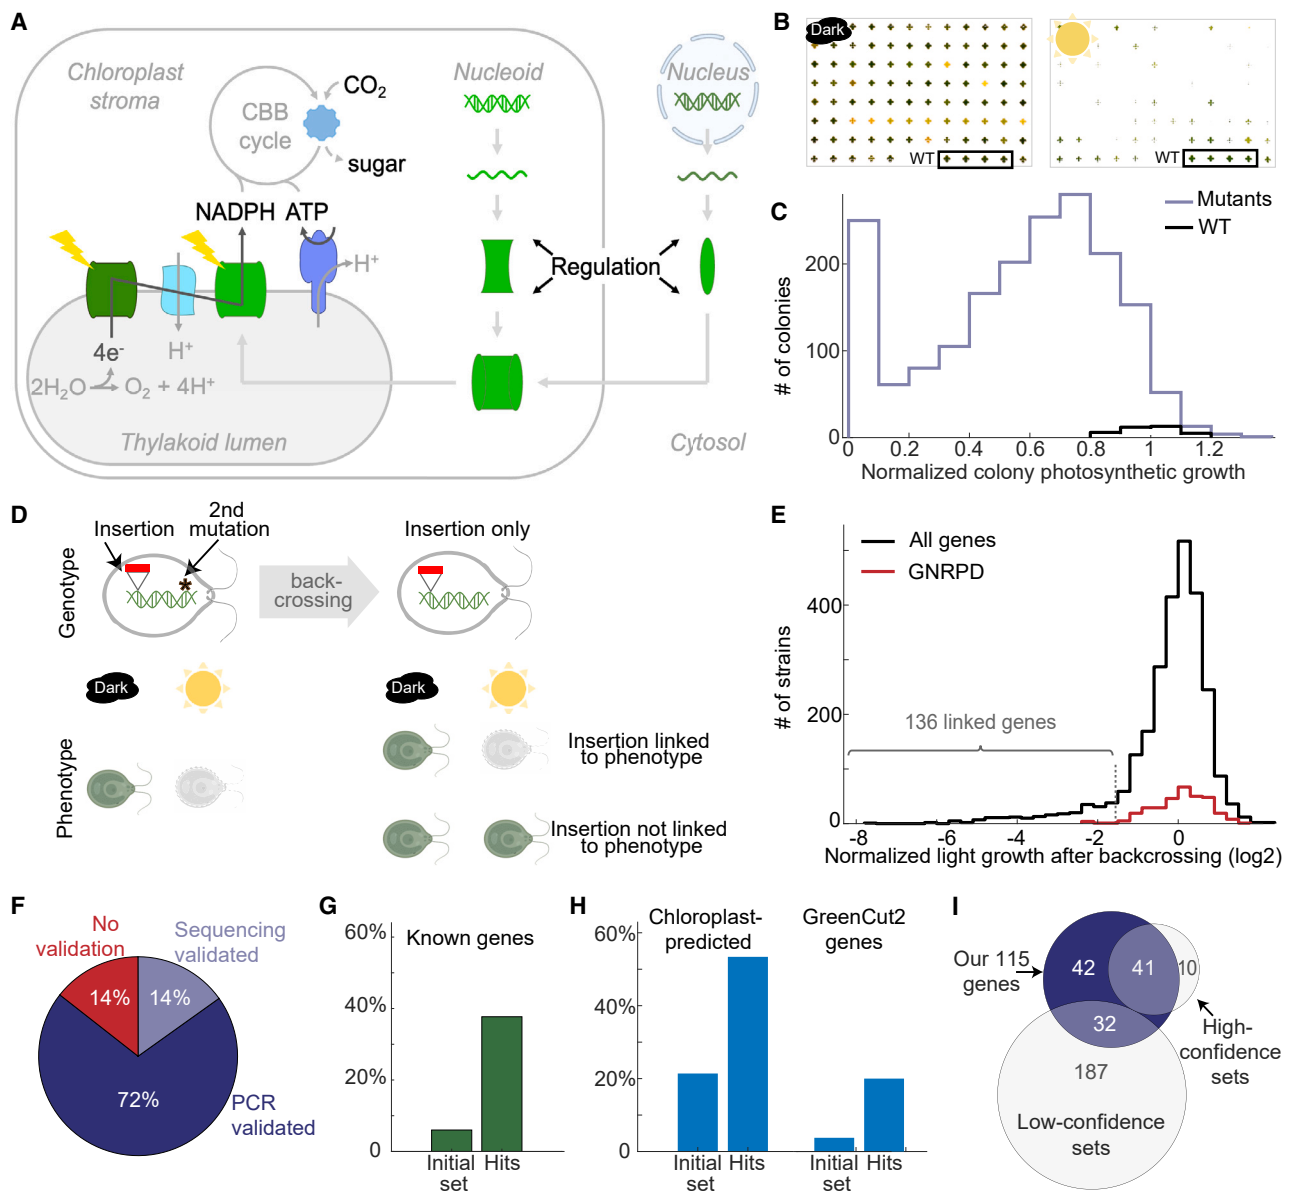 A
Chloroplast
stroma
CBB
cycle
CO2
sugar
NADPH ATP
H+
4e-
H+
2H2O
O2 + 4H+
Thylakoid lumen
Nucleoid
Nucleus
Regulation
Cytosol
B
Dark
WT
WT
C
# of colonies
200
100
0
0
0.2
0.4
0.6
0.8
1
1.2
Mutants
WT
Normalized colony photosynthetic growth
D
Genotype
Insertion
2nd
mutation
*
back-
crossing
Insertion only
Dark
Dark
Phenotype
Insertion linked
to phenotype
Insertion not linked
to phenotype
E
# of strains
400
200
0
All genes
GNRPD
136 linked genes
-8
-6
-4
-2
0
Normalized light growth after backcrossing (log2)
F
No
validation
Sequencing
validated
14%
14%
72%
PCR
validated
G
60%
40%
20%
0
Known genes
Initial
set
Hits
H
60%
40%
20%
0
Chloroplast-
predicted
GreenCut2
genes
Initial
set
Hits
Initial
set
Hits
I
Our 115
genes
42
41
10
32
High-
confidence
sets
187
Low-confidence
sets